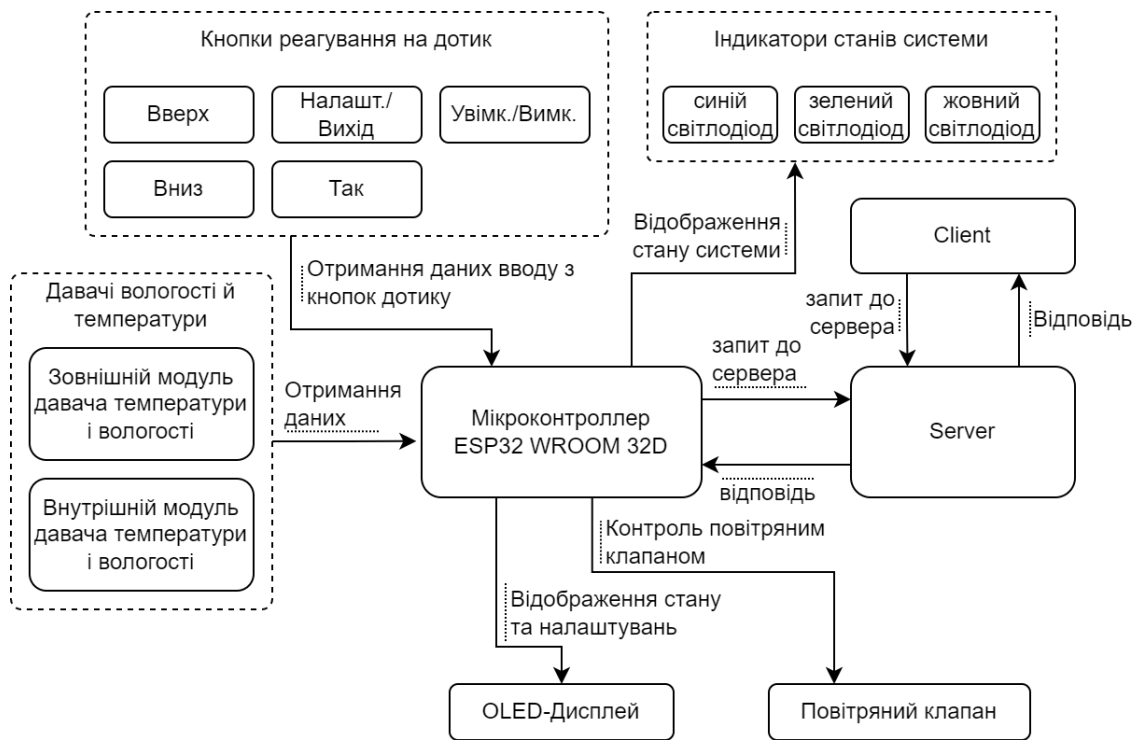 Кнопки реагування на дотик
Вверх
Налашт./
Вихід
Увімк./Вимк.
Вниз
Так
Індикатори станів системи
синій
світлодіод
зелений
світлодіод
жовний
світлодіод
Відображення
стану системи
Client
Отримання даних вводу з
кнопок дотику
Давачі вологості й
температури
Зовнішній модуль
давача температури
і вологості
Внутрішній модуль
давача температури
і вологості
Отримання
даних
Мікроконтроллер
ESP32 WROOM 32D
запит до
сервера
Відповідь
запит до
сервера
Server
відповідь
Контроль повітряним
клапаном
Відображення стану
та налаштувань
OLED-Дисплей
Повітряний клапан